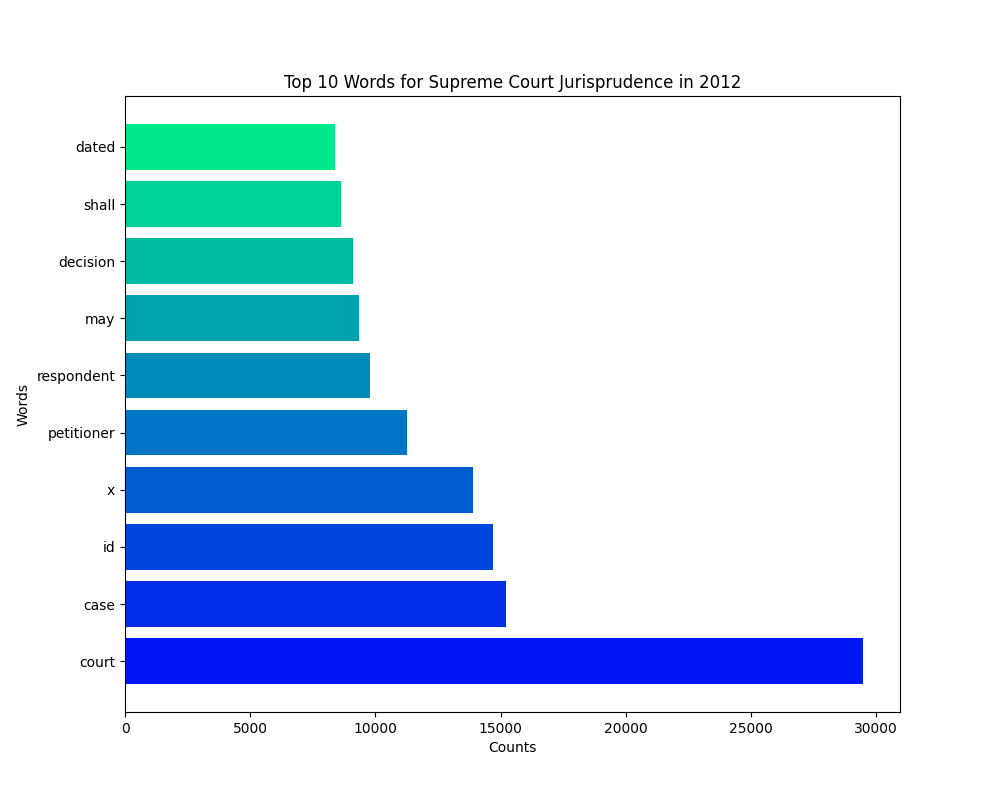 Top 10 Words for Supreme Court Jurisprudence in 2012
dated
shall
decision
may
respondent
petitioner
x
id
case
court
Words
0 5000 10000 15000 20000 25000 30000
Counts